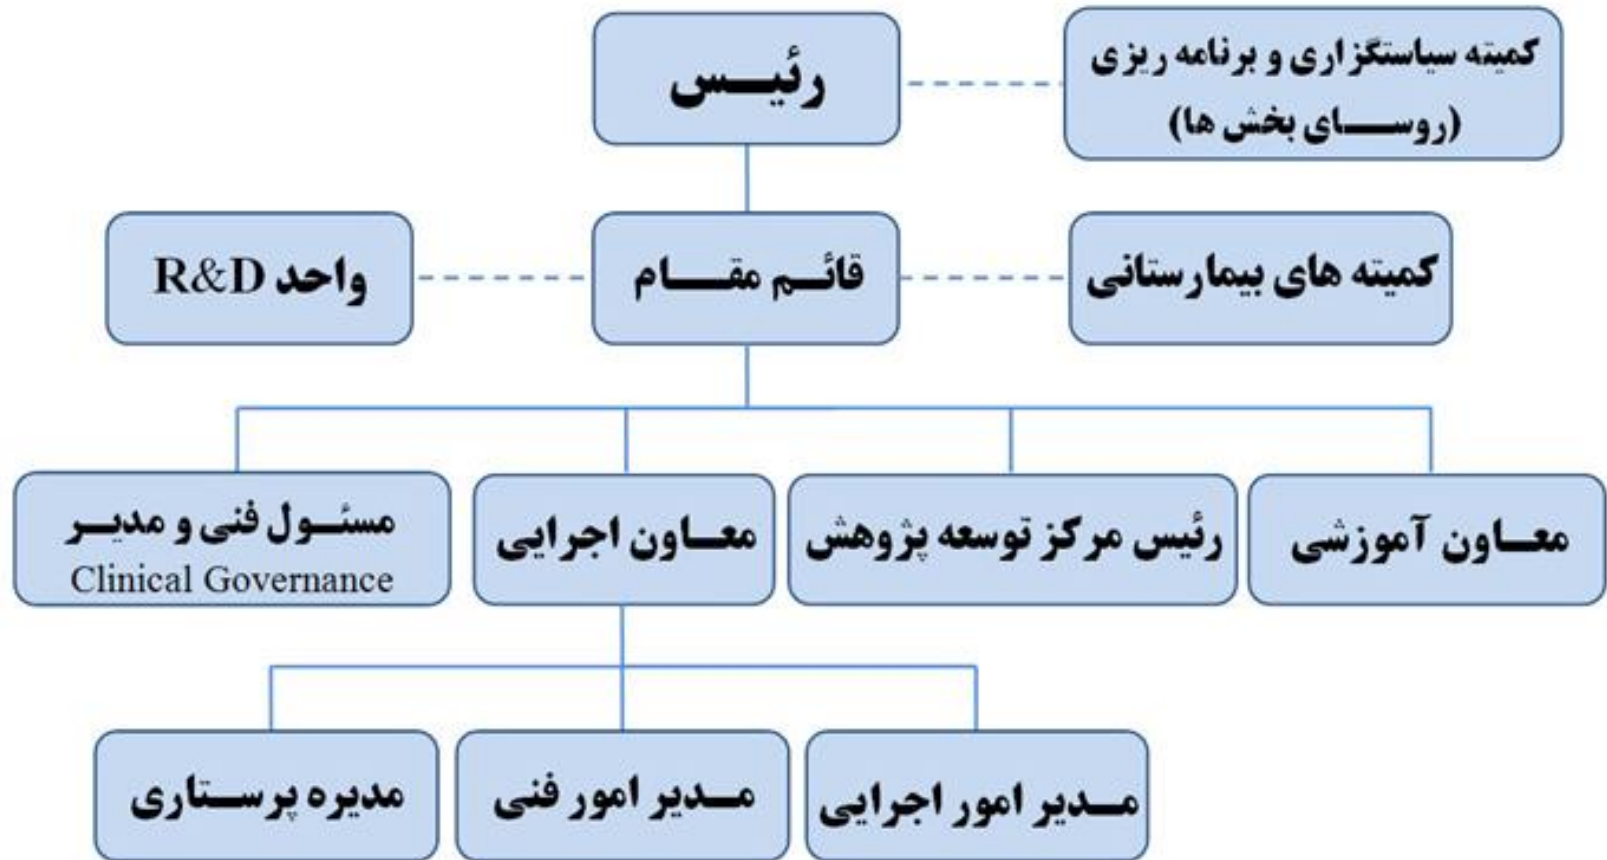 رئیس
کمیته سیاستگزاری و برنامه ریزی
(روسای بخش ها)
کمیته های بیمارستانی
قائم مقام
واحد R&D
معاون آموزشی
رئیس مرکز توسعه پژوهش
معاون اجرایی
مسئول فنی و مدیر
Clinical Governance
مدیر امور اجرایی
مدیر امور فنی
مدیره پرستاری